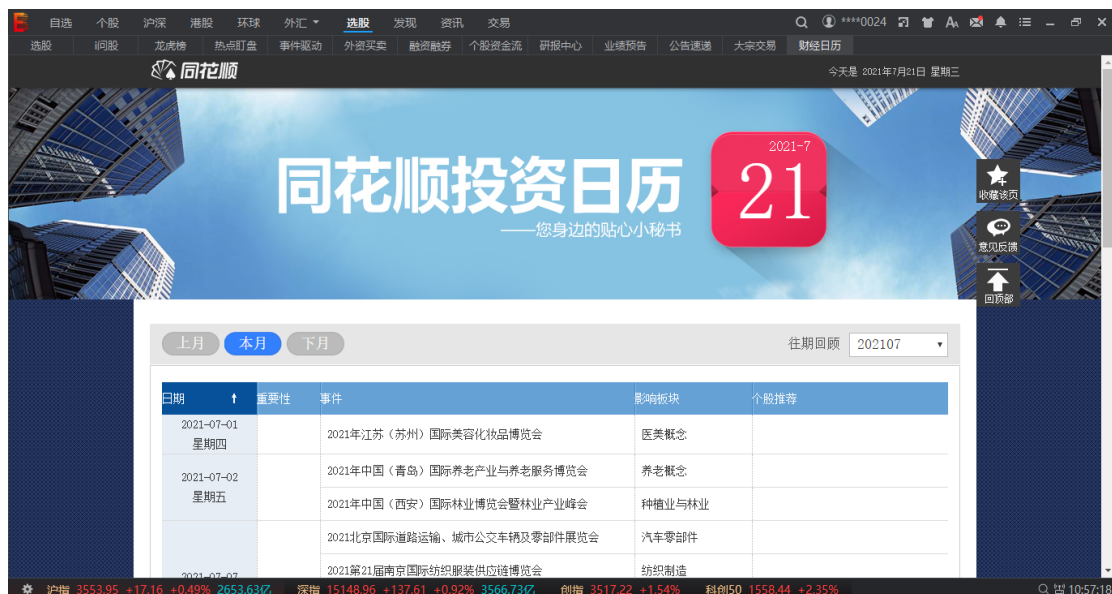 自选 个股 沪深 港股 环球 外汇 选股 发现 资讯 交易 ****0024
选股 i问股 龙虎榜 热点盯盘 事件驱动 外资买卖 融资融券 个股资金流 研报中心 业绩预告 公告速递 大宗交易 财经日历
同花顺 今天是 2021年7月21日 星期三
2021-7
同花顺投资日历
21
——您身边的贴心小秘书
收藏该页
意见反馈
回顶部
上月 本月 下月 往期回顾 202107
日期 重要性 事件 影响板块 个股推荐
2021-07-01
星期四
2021年江苏（苏州）国际美容化妆品博览会 医美概念
2021-07-02
星期五
2021年中国（青岛）国际养老产业与养老服务博览会 养老概念
2021年中国（西安）国际林业博览会暨林业产业峰会 种植业与林业
2021北京国际道路运输、城市公交车辆及零部件展览会 汽车零部件
2021第21届南京国际纺织服装供应链博览会 纺织制造
2021-07-07
沪指 3553.95 +17.16 +0.49% 2653.63亿 深指 15148.96 +137.61 +0.92% 3566.73亿 创指 3517.22 +1.54% 科创50 1558.44 +2.35% 10:57:18